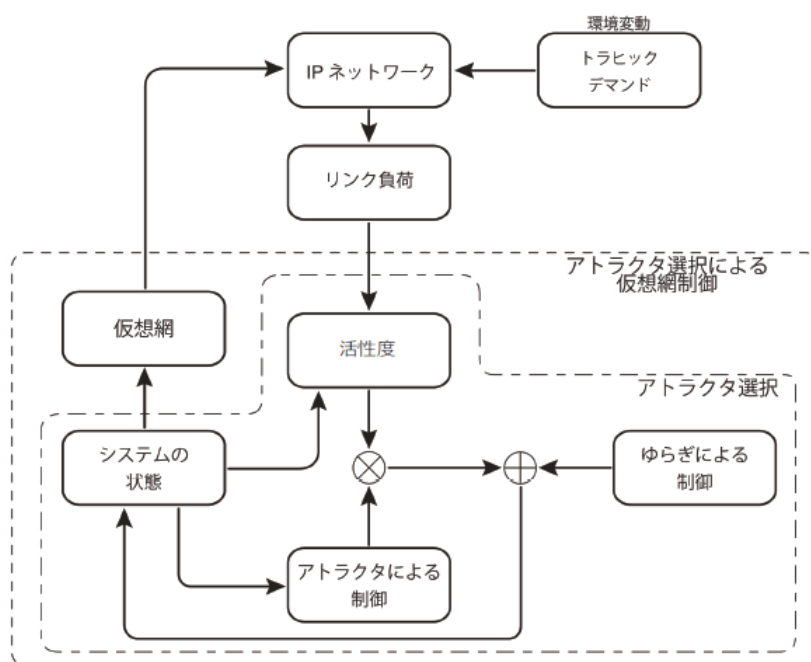 環境変動
IP ネットワーク
トラヒック
デマンド
リンク負荷
アトラクタ選択による
仮想網制御
仮想網
活性度
アトラクタ選択
システムの
状態
ゆらぎによる
制御
アトラクタによる
制御